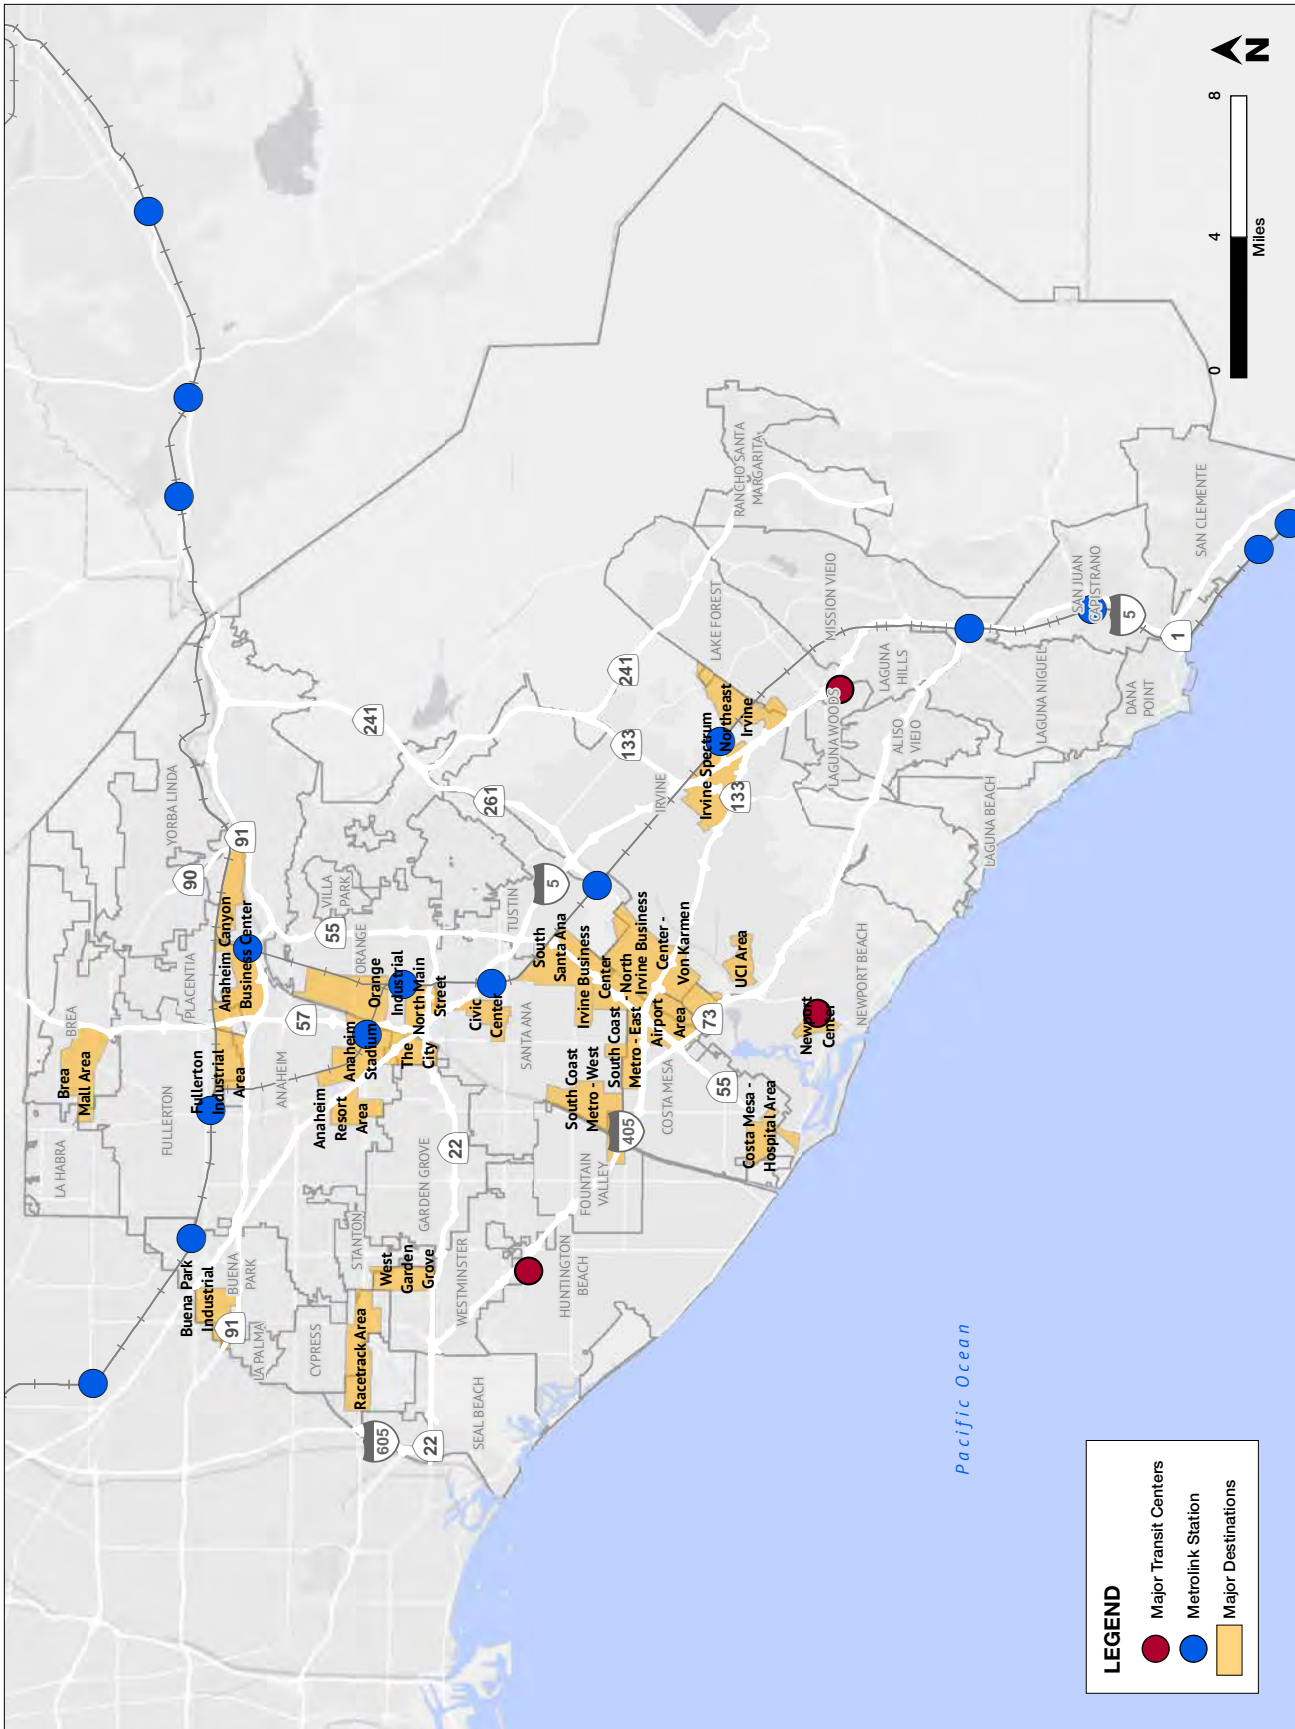 LA HABRA
BREA
Brea
Mall Area
FULLERTON
PLACENTIA
YORBA LINDA
90
91
Fullerton
Industrial
Area
Anaheim Canyon
Business Center
Buena Park
Industrial
BUENA
PARK
91
LA PALMA
CYPRESS
ANAHEIM
57
55
VILLA
PARK
ORANGE
241
Anaheim
Resort
Area
Anaheim
Stadium
Orange
Industrial
The
City
North Main
Street
STANTON
Racetrack Area
West
Garden
Grove
GARDEN GROVE
22
605
22
SEAL BEACH
WESTMINSTER
Civic
Center
SANTA ANA
TUSTIN
261
5
South
Santa Ana
Irvine Business
Center
- North
Irvine Business
Center -
Von Karmen
South Coast
Metro - West
South Coast
Metro - East
Airport
Area
HUNTINGTON
BEACH
FOUNTAIN
VALLEY
405
COSTA MESA
73
55
UCI Area
Costa Mesa -
Hospital Area
Newport
Center
NEWPORT BEACH
IRVINE
133
241
Irvine Spectrum
133
Northeast
Irvine
LAKE FOREST
RANCHO SANTA
MARGARITA
MISSION VIEJO
LAGUNA WOODS
LAGUNA
HILLS
ALISO
VIEJO
LAGUNA BEACH
LAGUNA NIGUEL
SAN JUAN
CAPISTRANO
5
1
DANA
POINT
SAN CLEMENTE
Pacific Ocean
LEGEND
Major Transit Centers
Metrolink Station
Major Destinations
0
4
8
Miles
N